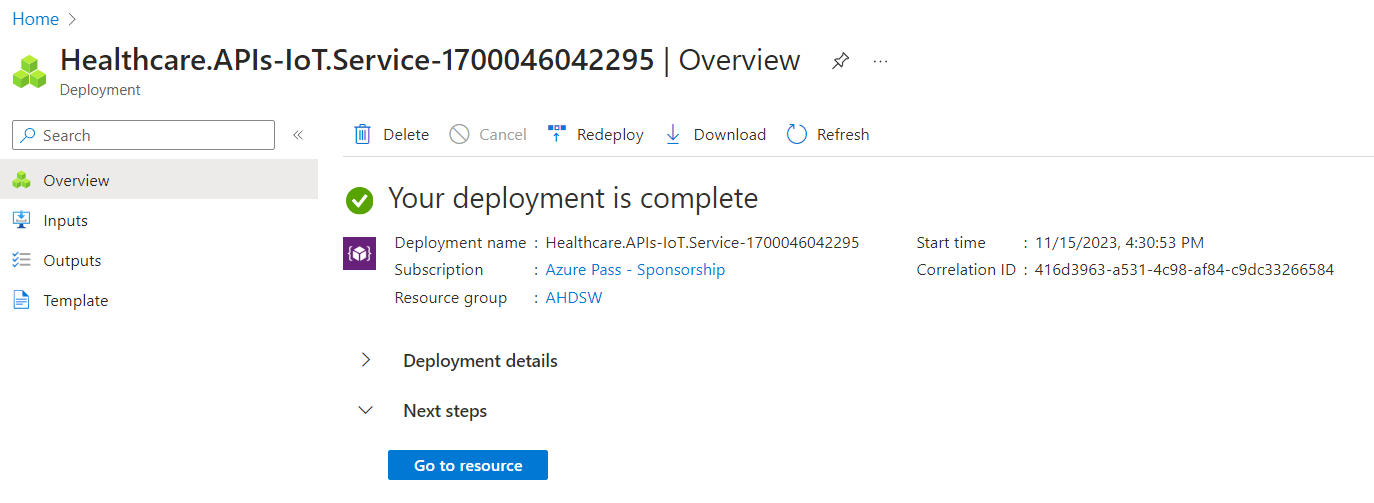 Home
Healthcare.APIs-IoT.Service-1700046042295 | Overview
Deployment
Search
Delete
Cancel
Redeploy
Download
Refresh
Overview
Inputs
Outputs
Template
Your deployment is complete
Deployment name : Healthcare.APIs-IoT.Service-1700046042295
Subscription : Azure Pass - Sponsorship
Resource group : AHDSW
Start time : 11/15/2023, 4:30:53 PM
Correlation ID : 416d3963-a531-4c98-af84-c9dc33266584
Deployment details
Next steps
Go to resource